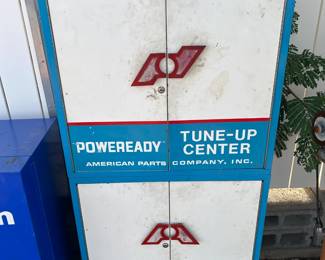 POWEREADY TUNE-UP
CENTER
AMERICAN PARTS COMPANY, INC.